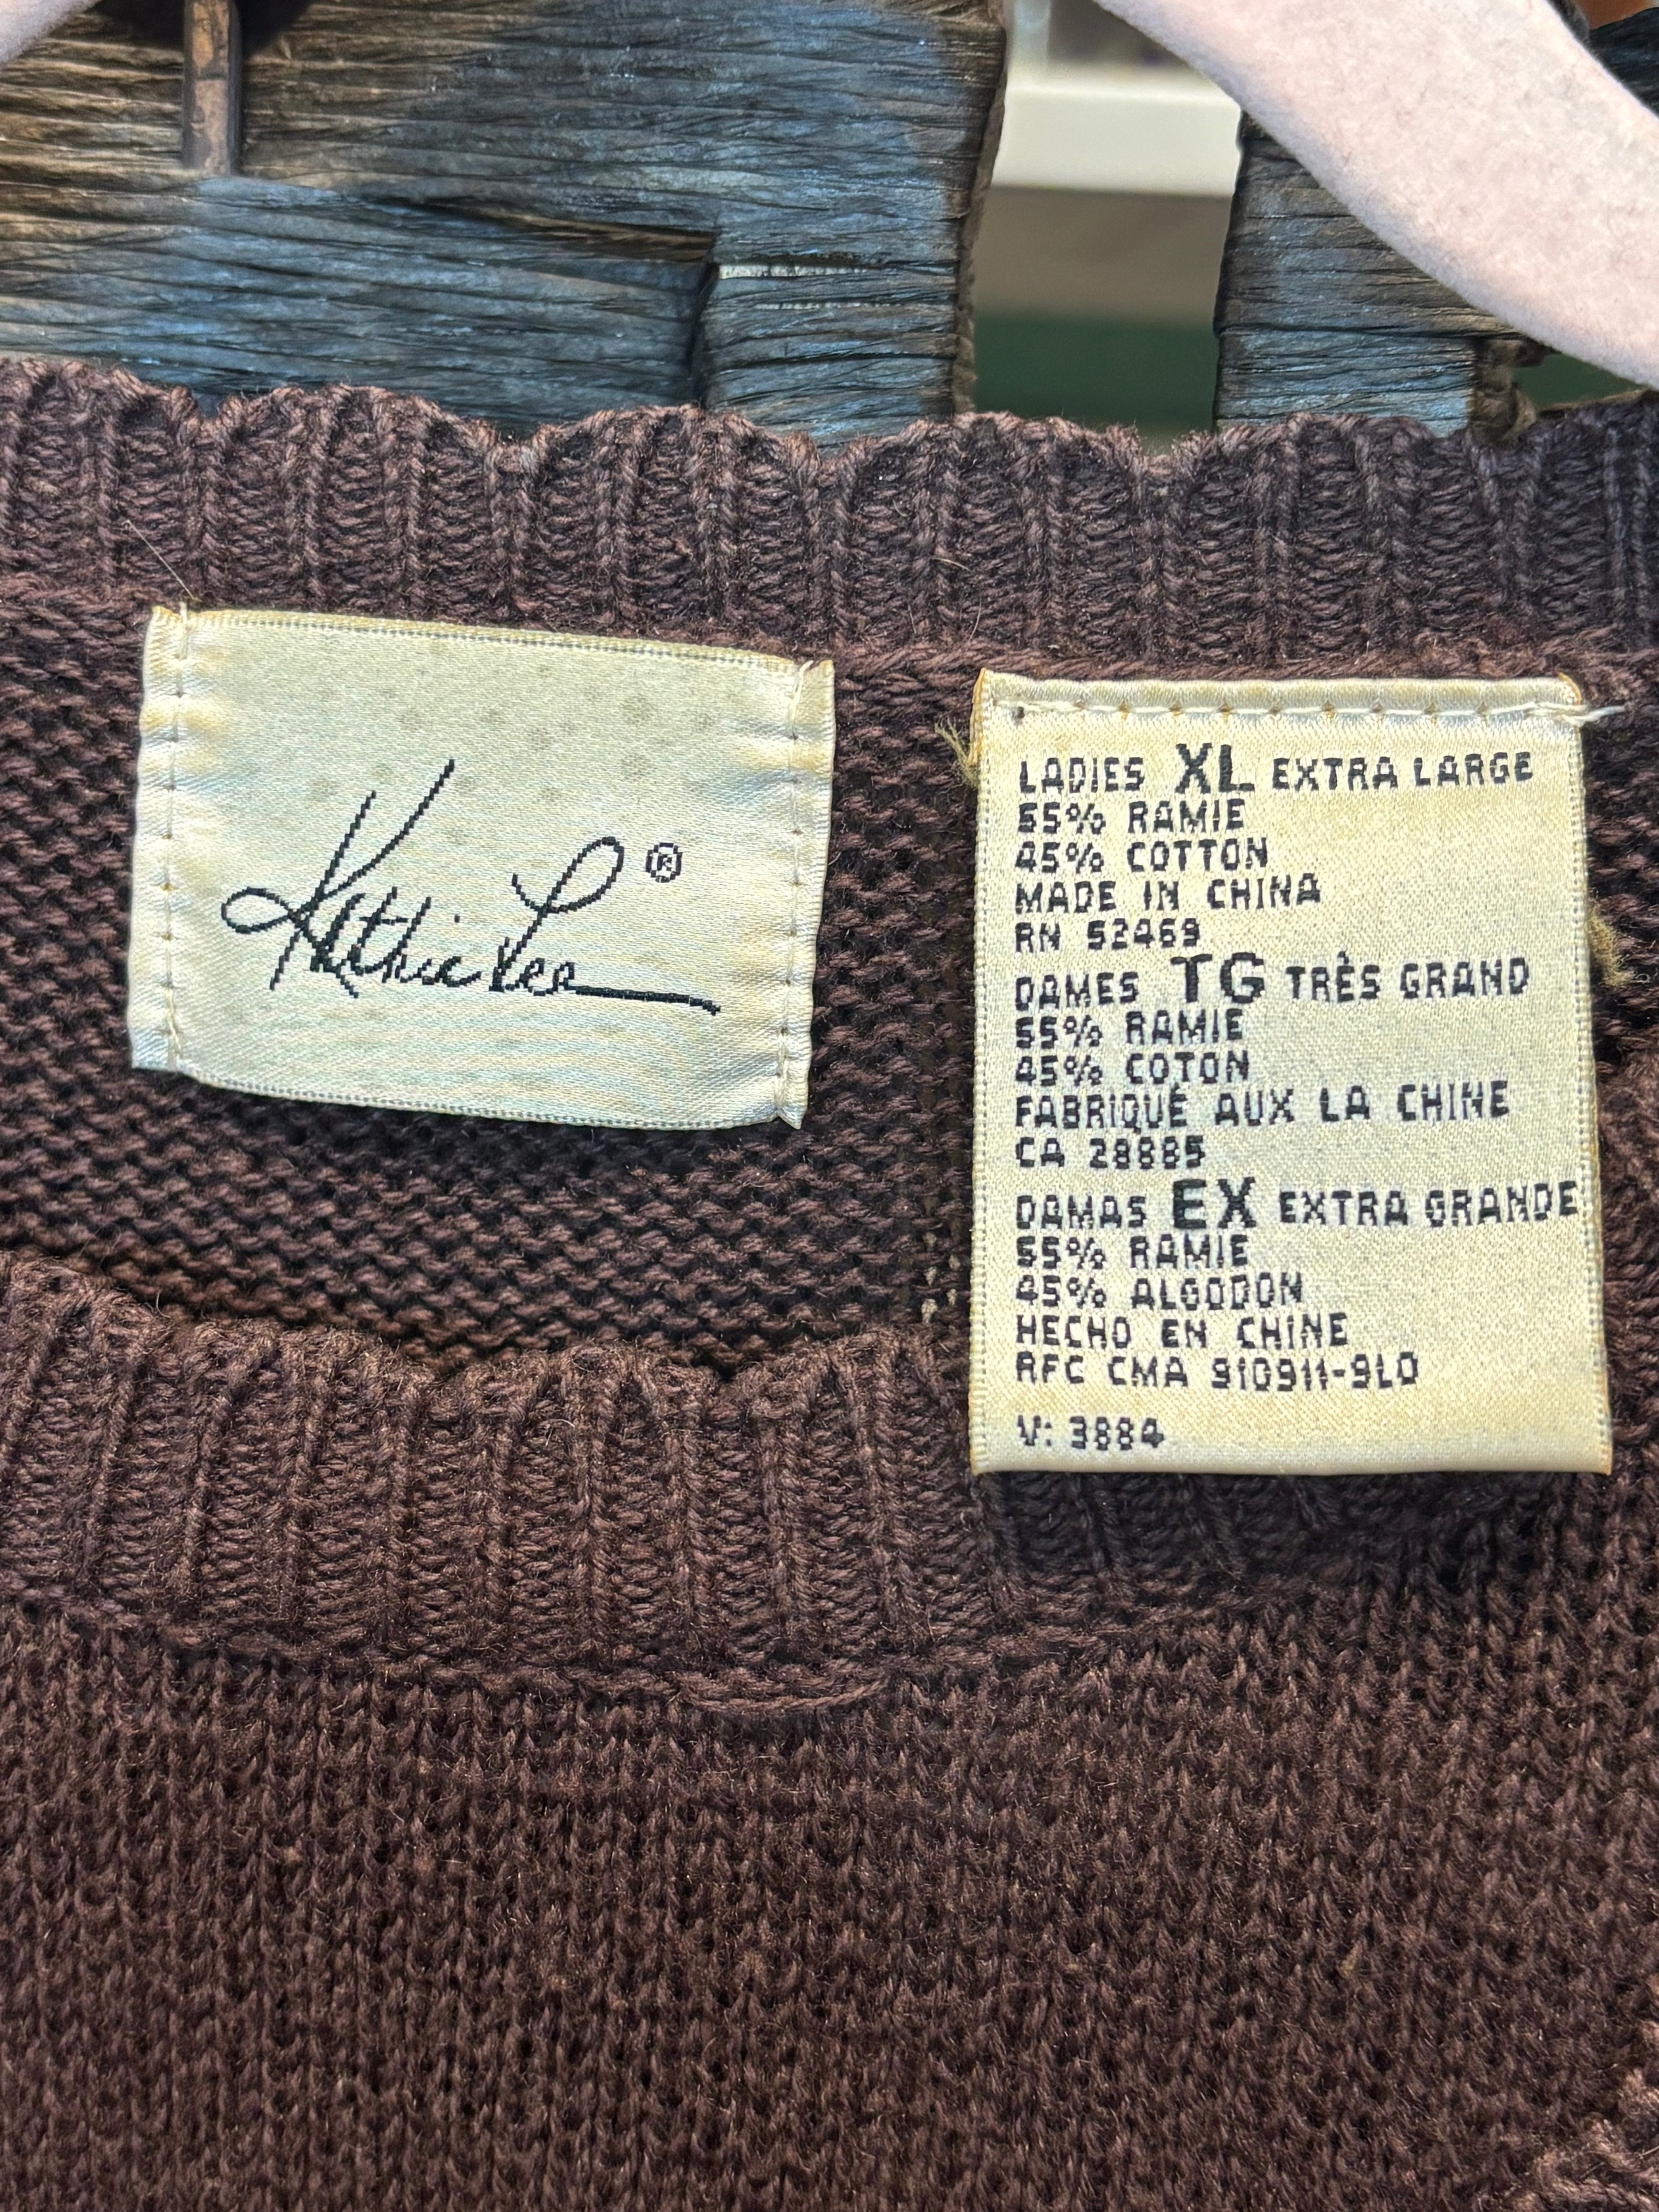 Kathie Lee®
LADIES XL EXTRA LARGE
55% RAMIE
45% COTTON
MADE IN CHINA
RN 52469
DAMES TG TRÈS GRAND
55% RAMIE
45% COTON
FABRIQUÉ AUX LA CHINE
CA 28885
DAMAS EX EXTRA GRANDE
55% RAMIE
45% ALGODON
HECHO EN CHINE
RFC CMA 910911-9LO
V: 3884